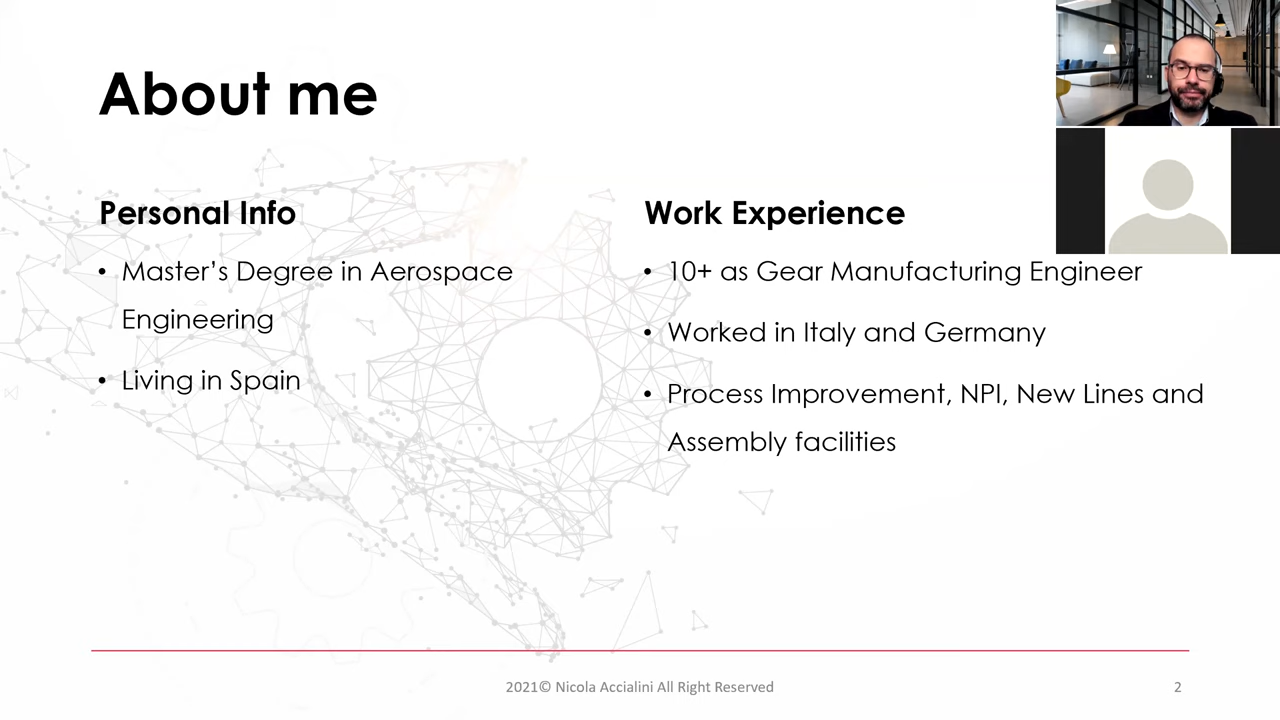 About me
Personal Info
• Master’s Degree in Aerospace
Engineering
• Living in Spain
Work Experience
• 10+ as Gear Manufacturing Engineer
• Worked in Italy and Germany
• Process Improvement, NPI, New Lines and
Assembly facilities
2021© Nicola Accialini All Right Reserved
2